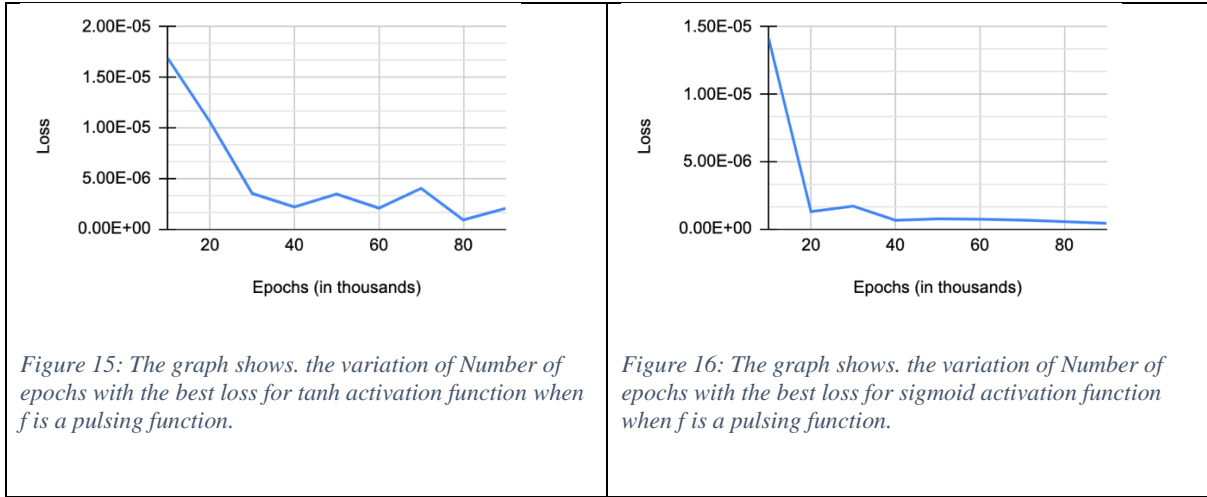 2.00E-05
1.50E-05
1.00E-05
5.00E-06
0.00E+00
Loss
20 40 60 80
Epochs (in thousands)
Figure 15: The graph shows. the variation of Number of
epochs with the best loss for tanh activation function when
f is a pulsing function.
1.50E-05
1.00E-05
5.00E-06
0.00E+00
Loss
20 40 60 80
Epochs (in thousands)
Figure 16: The graph shows. the variation of Number of
epochs with the best loss for sigmoid activation function
when f is a pulsing function.